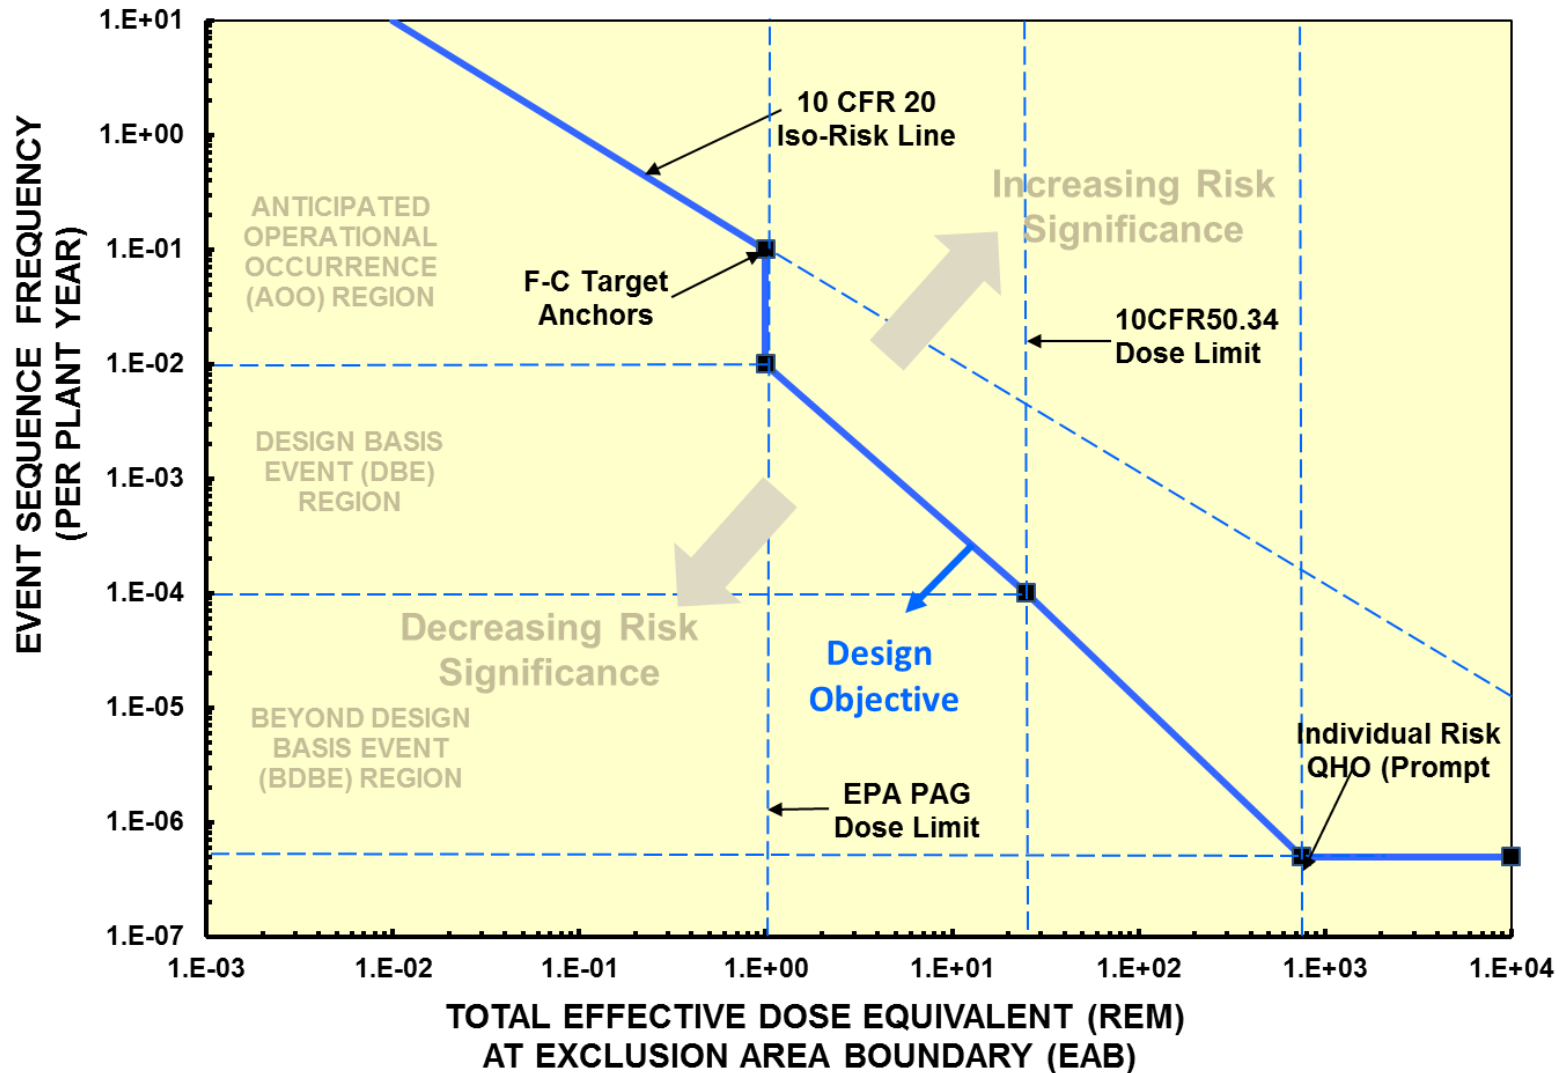 EVENT SEQUENCE FREQUENCY
(PER PLANT YEAR)
1.E+01
1.E+00
1.E-01
1.E-02
1.E-03
1.E-04
1.E-05
1.E-06
1.E-07
10 CFR 20
Iso-Risk Line
Increasing Risk
Significance
ANTICIPATED
OPERATIONAL
OCCURRENCE
(AOO) REGION
F-C Target
Anchors
10CFR50.34
Dose Limit
DESIGN BASIS
EVENT (DBE)
REGION
Decreasing Risk
Significance
Design
Objective
BEYOND DESIGN
BASIS EVENT
(BDBE) REGION
Individual Risk
QHO (Prompt
EPA PAG
Dose Limit
1.E-03
1.E-02
1.E-01
1.E+00
1.E+01
1.E+02
1.E+03
1.E+04
TOTAL EFFECTIVE DOSE EQUIVALENT (REM)
AT EXCLUSION AREA BOUNDARY (EAB)